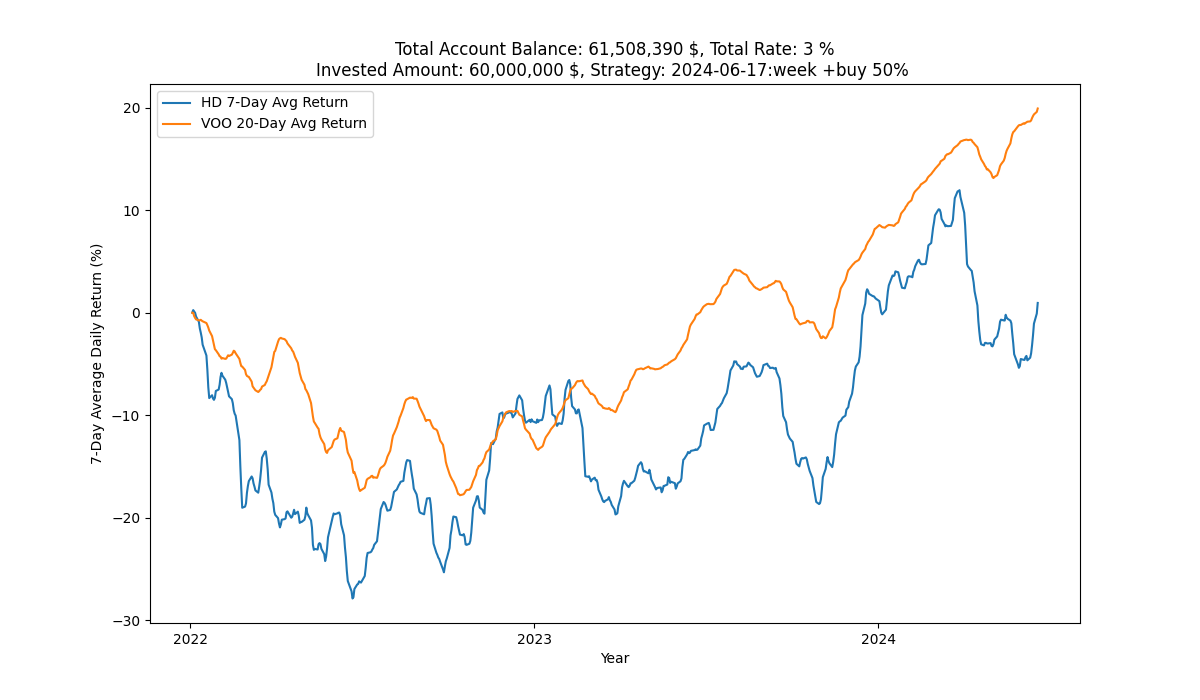 Total Account Balance: 61,508,390 $, Total Rate: 3 %
Invested Amount: 60,000,000 $, Strategy: 2024-06-17:week +buy 50%
HD 7-Day Avg Return
VOO 20-Day Avg Return
7-Day Average Daily Return (%)
20
10
0
−10
−20
−30
2022
2023
2024
Year